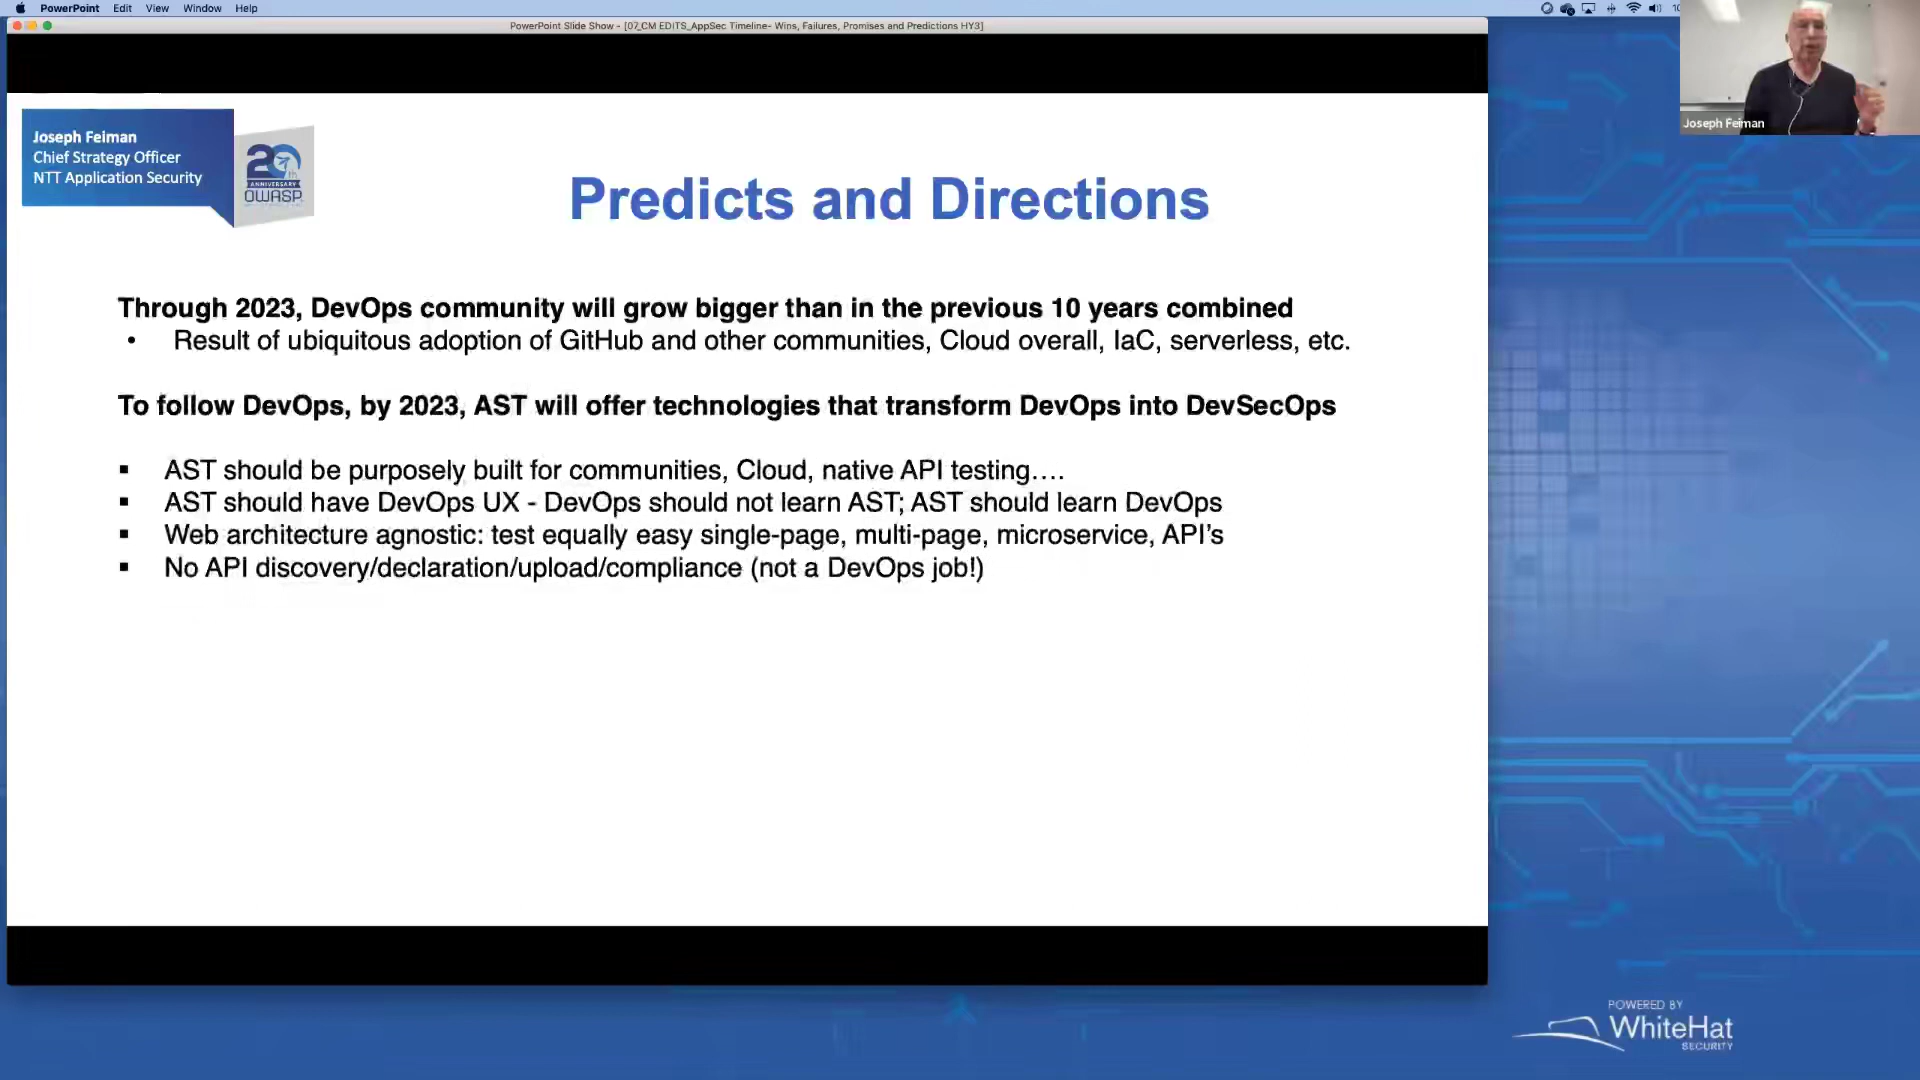 PowerPoint Edit View Window Help
PowerPoint Slide Show - [07_CM EDITS_AppSec Timeline- Wins, Failures, Promises and Predictions HY3]
Joseph Feiman
Joseph Feiman
Chief Strategy Officer
NTT Application Security
20th
ANNIVERSARY
OWASP
Predicts and Directions
Through 2023, DevOps community will grow bigger than in the previous 10 years combined
• Result of ubiquitous adoption of GitHub and other communities, Cloud overall, IaC, serverless, etc.
To follow DevOps, by 2023, AST will offer technologies that transform DevOps into DevSecOps
▪ AST should be purposely built for communities, Cloud, native API testing….
▪ AST should have DevOps UX - DevOps should not learn AST; AST should learn DevOps
▪ Web architecture agnostic: test equally easy single-page, multi-page, microservice, API’s
▪ No API discovery/declaration/upload/compliance (not a DevOps job!)
POWERED BY
WhiteHat
SECURITY